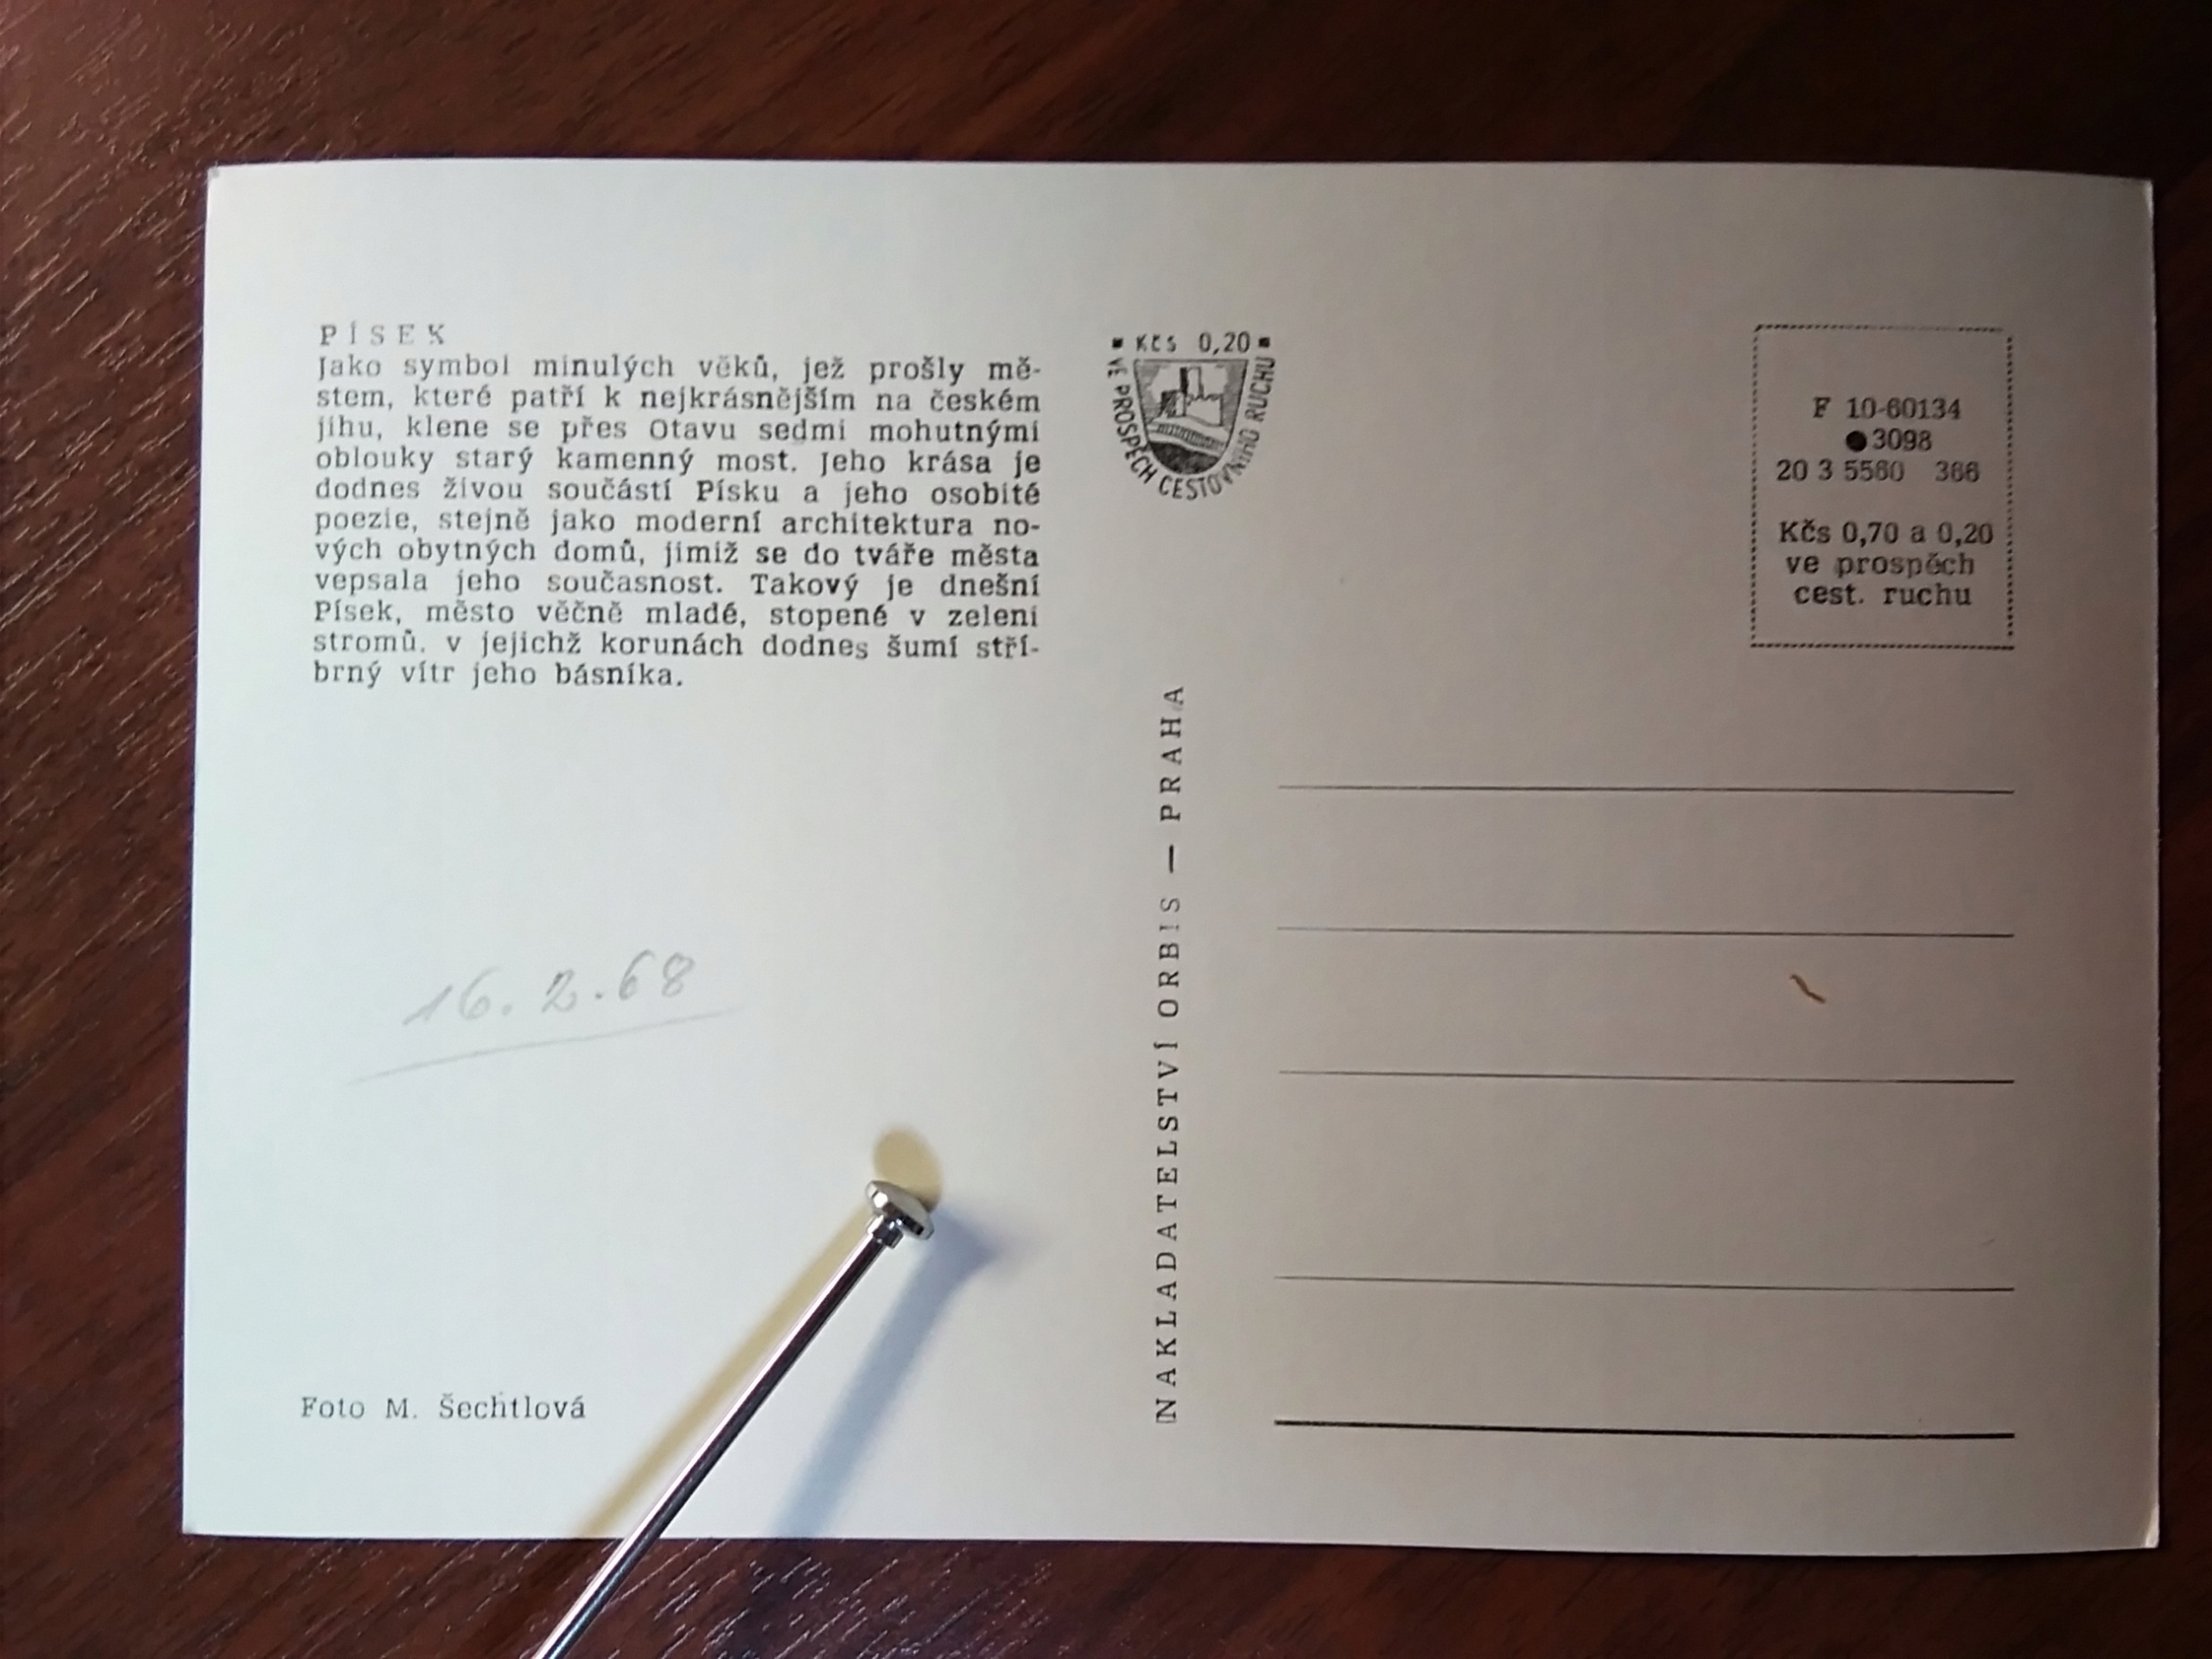 PÍSEK
Jako symbol minulých věků, jež prošly mě-
stem, které patří k nejkrásnějším na českém
jihu, klene se přes Otavu sedmi mohutnými
oblouky starý kamenný most. Jeho krása je
dodnes živou součástí Písku a jeho osobité
poezie, stejně jako moderní architektura no-
vých obytných domů, jimiž se do tváře města
vepsala jeho současnost. Takový je dnešní
Písek, město věčně mladé, stopené v zeleni
stromů, v jejichž korunách dodnes šumí stří-
brný vítr jeho básníka.
16. 2. 68
Foto M. Šechtlová
KČS 0,20
VE PROSPĚCH CESTOVNÍHO RUCHU
NAKLADATELSTVÍ ORBIS — PRAHA
F 10-60134
●3098
20 3 5560 366
Kčs 0,70 a 0,20
ve prospěch
cest. ruchu